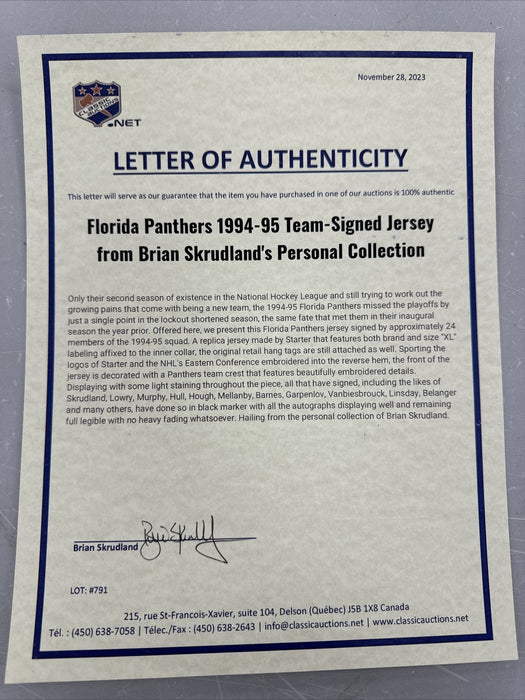 November 28, 2023
CLASSIC
AUCTIONS
.NET
LETTER OF AUTHENTICITY
This letter will serve as our guarantee that the item you have purchased in one of our auctions is 100% authentic
Florida Panthers 1994-95 Team-Signed Jersey
from Brian Skrudland's Personal Collection
Only their second season of existence in the National Hockey League and still trying to work out the
growing pains that come with being a new team, the 1994-95 Florida Panthers missed the playoffs by
just a single point in the lockout shortened season, the same fate that met them in their inaugural
season the year prior. Offered here, we present this Florida Panthers jersey signed by approximately 24
members of the 1994-95 squad. A replica jersey made by Starter that features both brand and size "XL"
labeling affixed to the inner collar, the original retail hang tags are still attached as well. Sporting the
logos of Starter and the NHL's Eastern Conference embroidered into the reverse hem, the front of the
jersey is decorated with a Panthers team crest that features beautifully embroidered details.
Displaying with some light staining throughout the piece, all that have signed, including the likes of
Skrudland, Lowry, Murphy, Hull, Hough, Mellanby, Barnes, Garpenlov, Vanbiesbrouck, Linsday, Belanger
and many others, have done so in black marker with all the autographs displaying well and remaining
full legible with no heavy fading whatsoever. Hailing from the personal collection of Brian Skrudland.
Brian Skrudland
LOT: #791
215, rue St-Francois-Xavier, suite 104, Delson (Québec) J5B 1X8 Canada
Tél. : (450) 638-7058 | Télec./Fax : (450) 638-2643 | info@classicauctions.net | www.classicauctions.net